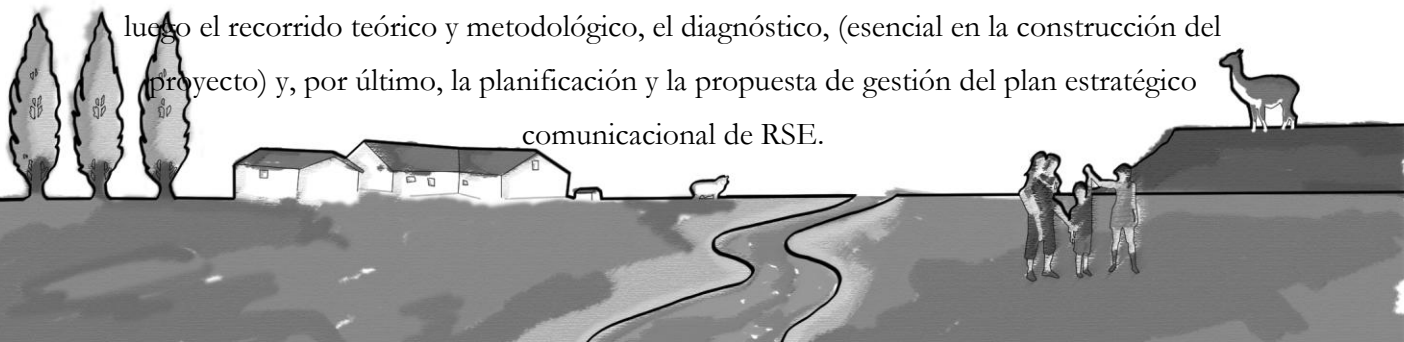 luego el recorrido teórico y metodológico, el diagnóstico, (esencial en la construcción del
proyecto) y, por último, la planificación y la propuesta de gestión del plan estratégico
comunicacional de RSE.